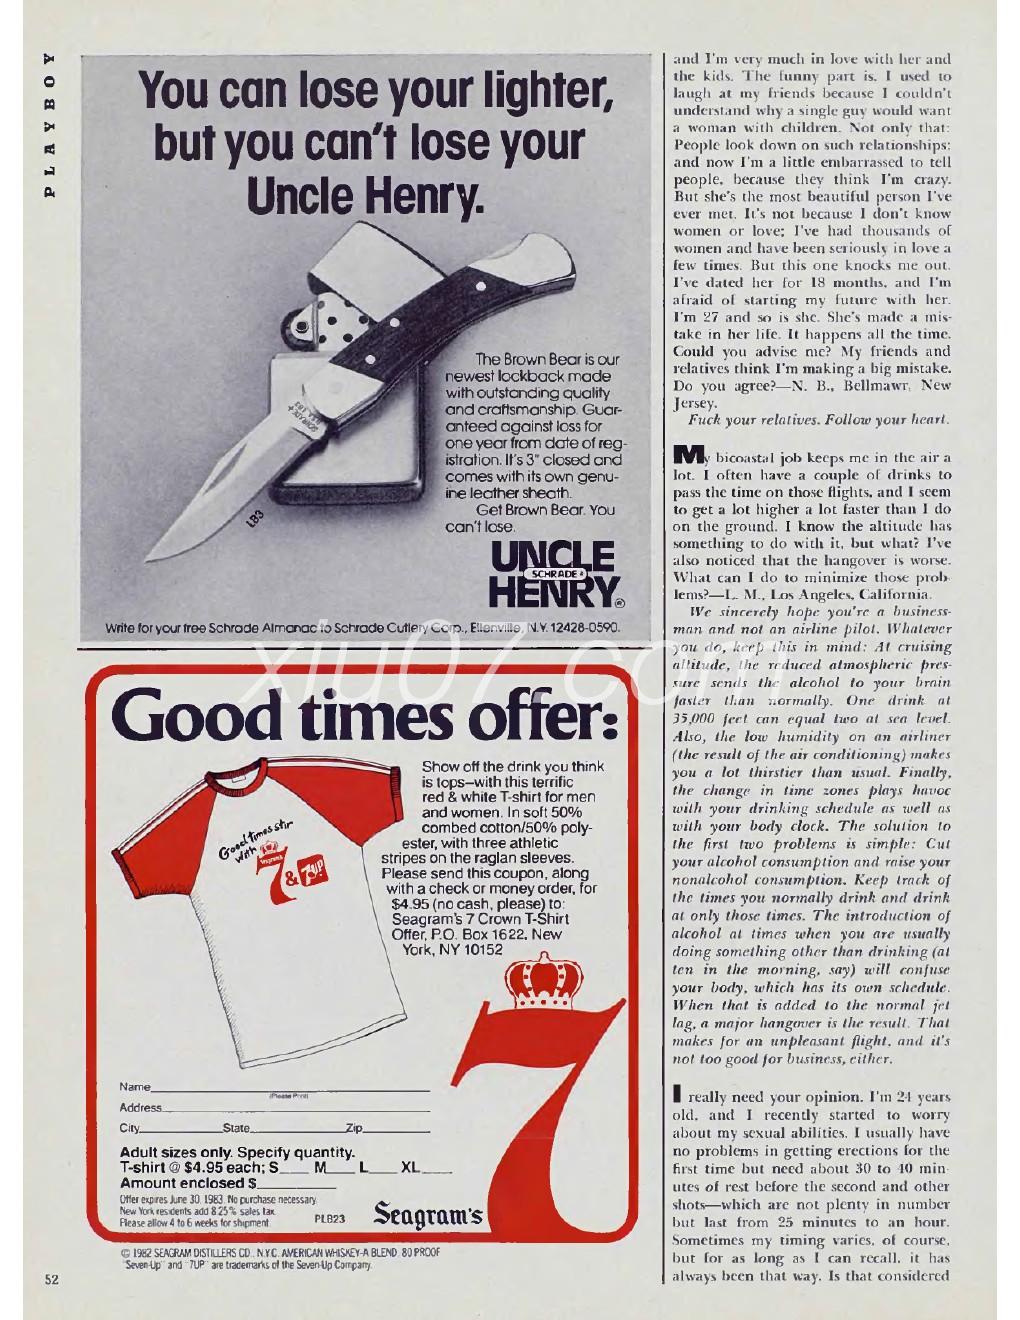 PLAYBOY
You can lose your lighter,
but you can't lose your
Uncle Henry.
The Brown Bear is our
newest lockback made
with outstanding quality
and craftsmanship. Guar-
anteed against loss for
one year from date of reg-
istration. It's 3" closed and
comes with its own genu-
ine leather sheath.
Get Brown Bear. You
can't lose.
LB3
UNCLE
SCHRADE
HENRY®
Write for your free Schrade Almanac to Schrade Cutlery Corp., Ellenville, N.Y. 12428-0590.
Good times offer:
Show off the drink you think
is tops—with this terrific
red & white T-shirt for men
and women. In soft 50%
combed cotton/50% poly-
ester, with three athletic
stripes on the raglan sleeves.
Please send this coupon, along
with a check or money order, for
$4.95 (no cash, please) to:
Seagram's 7 Crown T-Shirt
Offer, P.O. Box 1622, New
York, NY 10152
Good times stir
with
Seagram's
7 & 7UP
7
Name
(Please Print)
Address
City State Zip
Adult sizes only. Specify quantity.
T-shirt @ $4.95 each; S M L XL
Amount enclosed $
Offer expires June 30, 1983. No purchase necessary.
New York residents add 8.25% sales tax.
Please allow 4 to 6 weeks for shipment.
PLB23
Seagram's
© 1982 SEAGRAM DISTILLERS CO., N.Y.C. AMERICAN WHISKEY-A BLEND. 80 PROOF
"Seven-Up" and "7UP" are trademarks of the Seven-Up Company.
52
and I'm very much in love with her and
the kids. The funny part is, I used to
laugh at my friends because I couldn't
understand why a single guy would want
a woman with children. Not only that:
People look down on such relationships;
and now I'm a little embarrassed to tell
people, because they think I'm crazy.
But she's the most beautiful person I've
ever met. It's not because I don't know
women or love; I've had thousands of
women and have been seriously in love a
few times. But this one knocks me out.
I've dated her for 18 months, and I'm
afraid of starting my future with her.
I'm 27 and so is she. She's made a mis-
take in her life. It happens all the time.
Could you advise me? My friends and
relatives think I'm making a big mistake.
Do you agree?—N. B., Bellmawr, New
Jersey.
Fuck your relatives. Follow your heart.
My bicoastal job keeps me in the air a
lot. I often have a couple of drinks to
pass the time on those flights, and I seem
to get a lot higher a lot faster than I do
on the ground. I know the altitude has
something to do with it, but what? I've
also noticed that the hangover is worse.
What can I do to minimize those prob-
lems?—L. M., Los Angeles, California.
We sincerely hope you're a business-
man and not an airline pilot. Whatever
you do, keep this in mind: At cruising
altitude, the reduced atmospheric pres-
sure sends the alcohol to your brain
faster than normally. One drink at
35,000 feet can equal two at sea level.
Also, the low humidity on an airliner
(the result of the air conditioning) makes
you a lot thirstier than usual. Finally,
the change in time zones plays havoc
with your drinking schedule as well as
with your body clock. The solution to
the first two problems is simple: Cut
your alcohol consumption and raise your
nonalcohol consumption. Keep track of
the times you normally drink and drink
at only those times. The introduction of
alcohol at times when you are usually
doing something other than drinking (at
ten in the morning, say) will confuse
your body, which has its own schedule.
When that is added to the normal jet
lag, a major hangover is the result. That
makes for an unpleasant flight, and it's
not too good for business, either.
I really need your opinion. I'm 24 years
old, and I recently started to worry
about my sexual abilities. I usually have
no problems in getting erections for the
first time but need about 30 to 40 min-
utes of rest before the second and other
shots—which are not plenty in number
but last from 25 minutes to an hour.
Sometimes my timing varies, of course,
but for as long as I can recall, it has
always been that way. Is that considered
xiu07.com